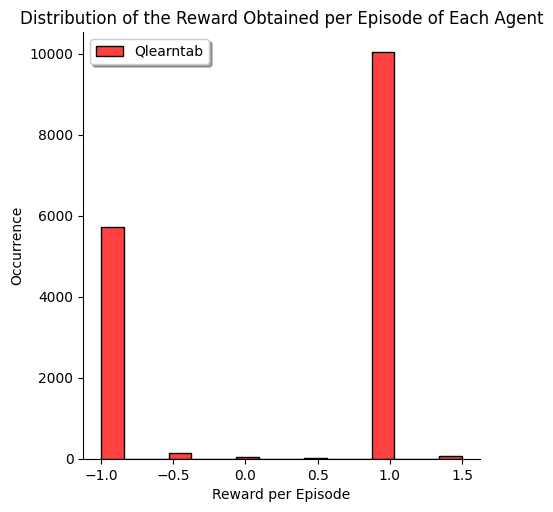 Distribution of the Reward Obtained per Episode of Each Agent
Qlearntab
10000
8000
6000
4000
2000
0
Occurrence
−1.0 −0.5 0.0 0.5 1.0 1.5
Reward per Episode